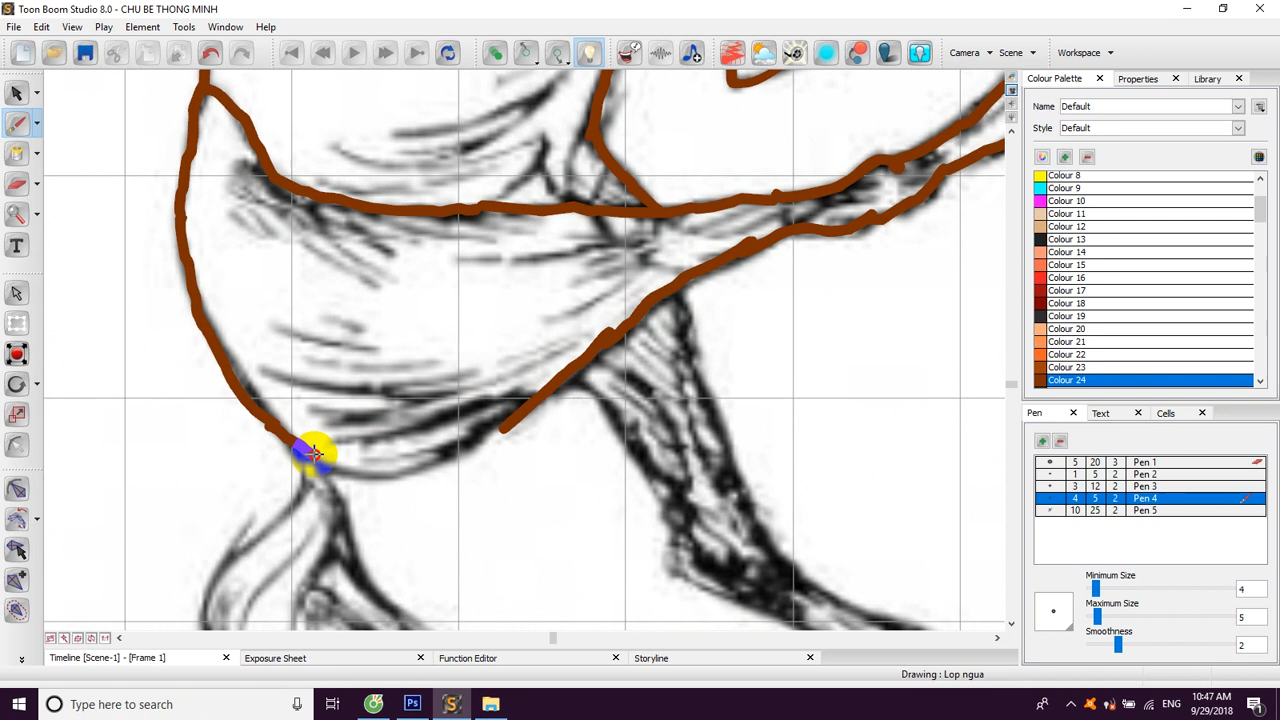 Toon Boom Studio 8.0 - CHU BE THONG MINH
File Edit View Play Element Tools Window Help
Camera Scene Workspace
Colour Palette Properties Library
Name Default
Style Default
Colour 8
Colour 9
Colour 10
Colour 11
Colour 12
Colour 13
Colour 14
Colour 15
Colour 16
Colour 17
Colour 18
Colour 19
Colour 20
Colour 21
Colour 22
Colour 23
Colour 24
Pen Text Cells
5 20 3 Pen 1
1 5 2 Pen 2
3 12 2 Pen 3
4 5 2 Pen 4
10 25 2 Pen 5
Minimum Size
4
Maximum Size
5
Smoothness
2
Timeline [Scene-1] - [Frame 1] Exposure Sheet Function Editor Storyline
Drawing : Lop ngua
Type here to search
ENG
10:47 AM
9/29/2018